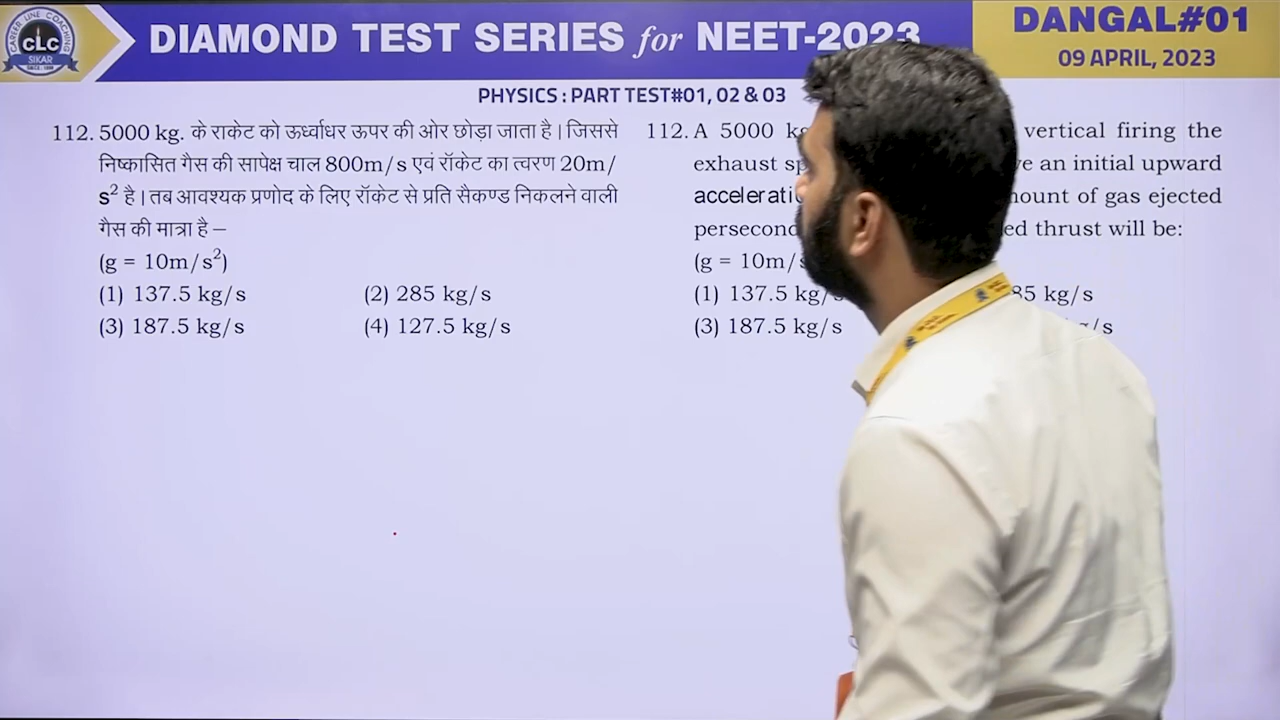 CAREER LINE COACHING
CLC
SIKAR
DIAMOND TEST SERIES for NEET-2023
DANGAL#01
09 APRIL, 2023
PHYSICS : PART TEST#01, 02 & 03
112. 5000 kg. के राकेट को ऊर्ध्वाधर ऊपर की ओर छोड़ा जाता है। जिससे
निष्कासित गैस की सापेक्ष चाल 800m/s एवं रॉकेट का त्वरण 20m/
s² है। तब आवश्यक प्रणोद के लिए रॉकेट से प्रति सैकण्ड निकलने वाली
गैस की मात्रा है –
(g = 10m/s²)
(1) 137.5 kg/s (2) 285 kg/s
(3) 187.5 kg/s (4) 127.5 kg/s
112. A 5000 vertical firing the
exhaust an initial upward
of gas ejected
thrust will be:
(g = 10m/
(1) 137.5 kg/ 85 kg/s
(3) 187.5 kg/s /s